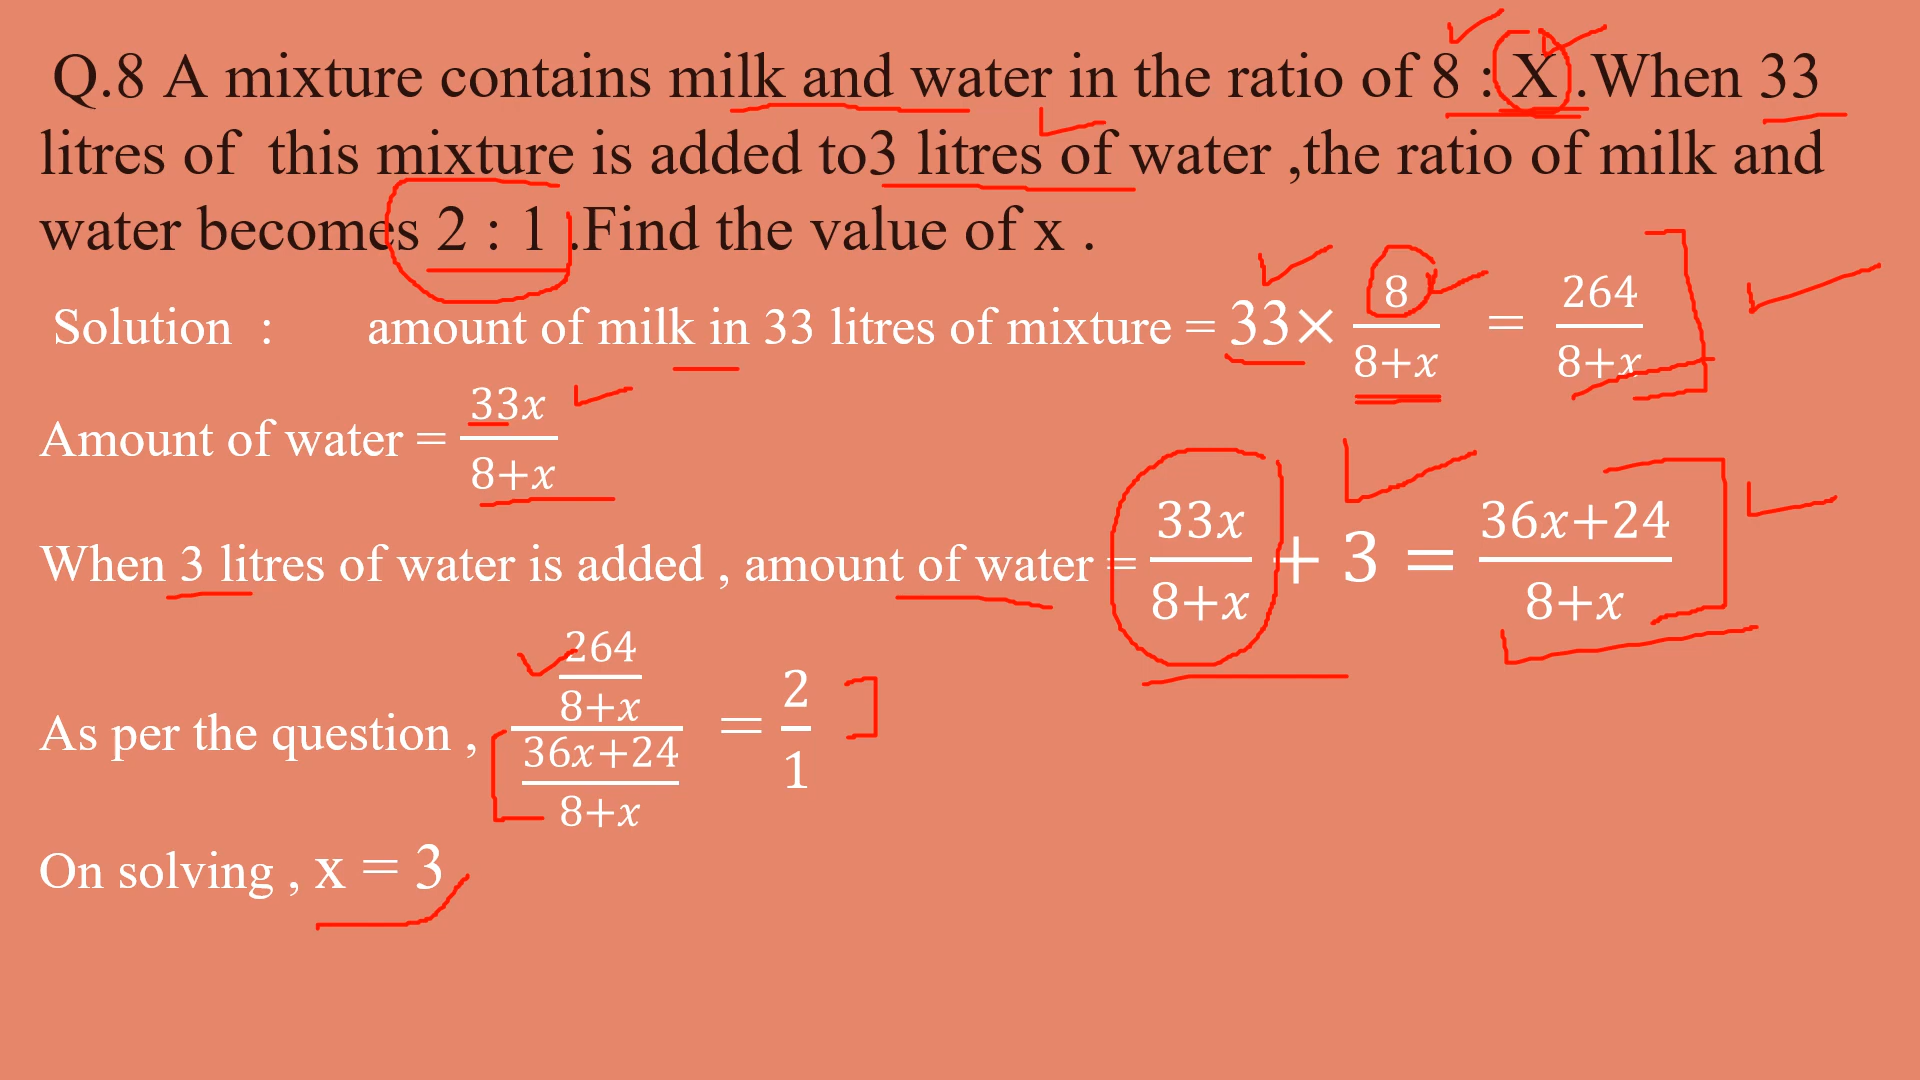 Q.8 A mixture contains milk and water in the ratio of 8 : X .When 33
litres of this mixture is added to3 litres of water ,the ratio of milk and
water becomes 2 : 1 .Find the value of x .
Solution : amount of milk in 33 litres of mixture = 33× 8/(8+x) = 264/(8+x)
Amount of water = 33x/(8+x)
When 3 litres of water is added , amount of water = 33x/(8+x) + 3 = (36x+24)/(8+x)
As per the question , (264/(8+x))/((36x+24)/(8+x)) = 2/1
On solving , x = 3